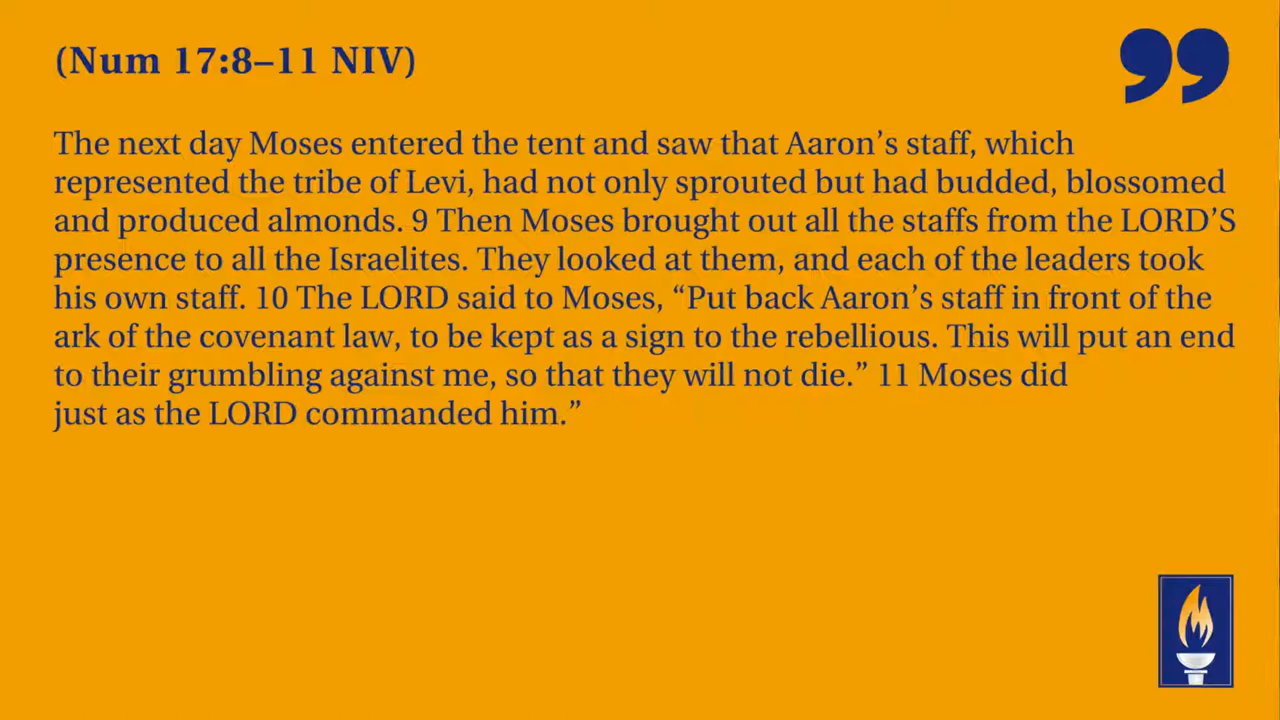 (Num 17:8–11 NIV)
”
The next day Moses entered the tent and saw that Aaron’s staff, which
represented the tribe of Levi, had not only sprouted but had budded, blossomed
and produced almonds. 9 Then Moses brought out all the staffs from the LORD’S
presence to all the Israelites. They looked at them, and each of the leaders took
his own staff. 10 The LORD said to Moses, “Put back Aaron’s staff in front of the
ark of the covenant law, to be kept as a sign to the rebellious. This will put an end
to their grumbling against me, so that they will not die.” 11 Moses did
just as the LORD commanded him.”